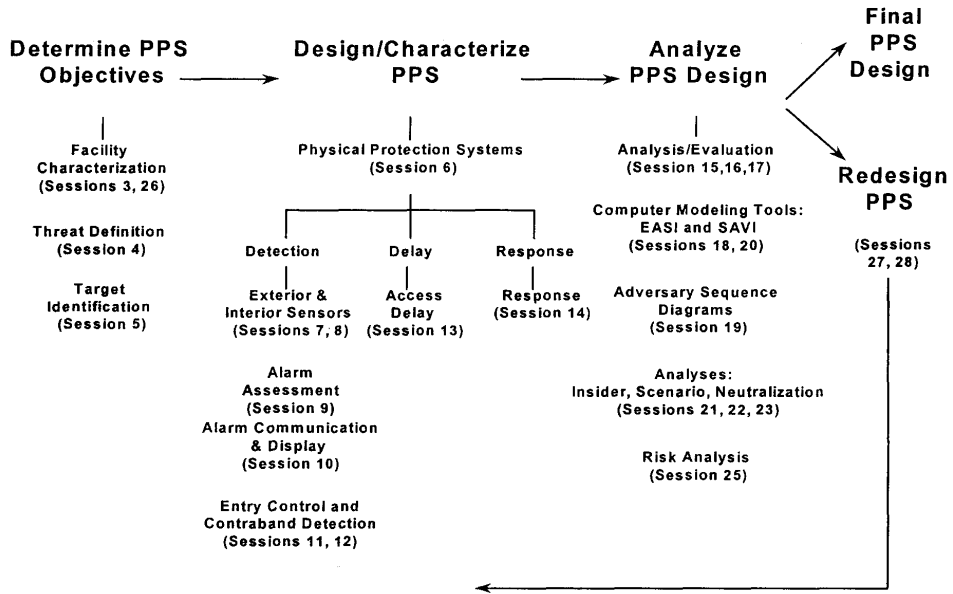 Determine PPS
Objectives
Design/Characterize
PPS
Analyze
PPS Design
Final
PPS
Design
Redesign
PPS
(Sessions
27, 28)
Facility
Characterization
(Sessions 3, 26)
Threat Definition
(Session 4)
Target
Identification
(Session 5)
Physical Protection Systems
(Session 6)
Detection
Delay
Response
Exterior &
Interior Sensors
(Sessions 7, 8)
Access
Delay
(Session 13)
Response
(Session 14)
Alarm
Assessment
(Session 9)
Alarm Communication
& Display
(Session 10)
Entry Control and
Contraband Detection
(Sessions 11, 12)
Analysis/Evaluation
(Session 15,16,17)
Computer Modeling Tools:
EASI and SAVI
(Sessions 18, 20)
Adversary Sequence
Diagrams
(Session 19)
Analyses:
Insider, Scenario, Neutralization
(Sessions 21, 22, 23)
Risk Analysis
(Session 25)